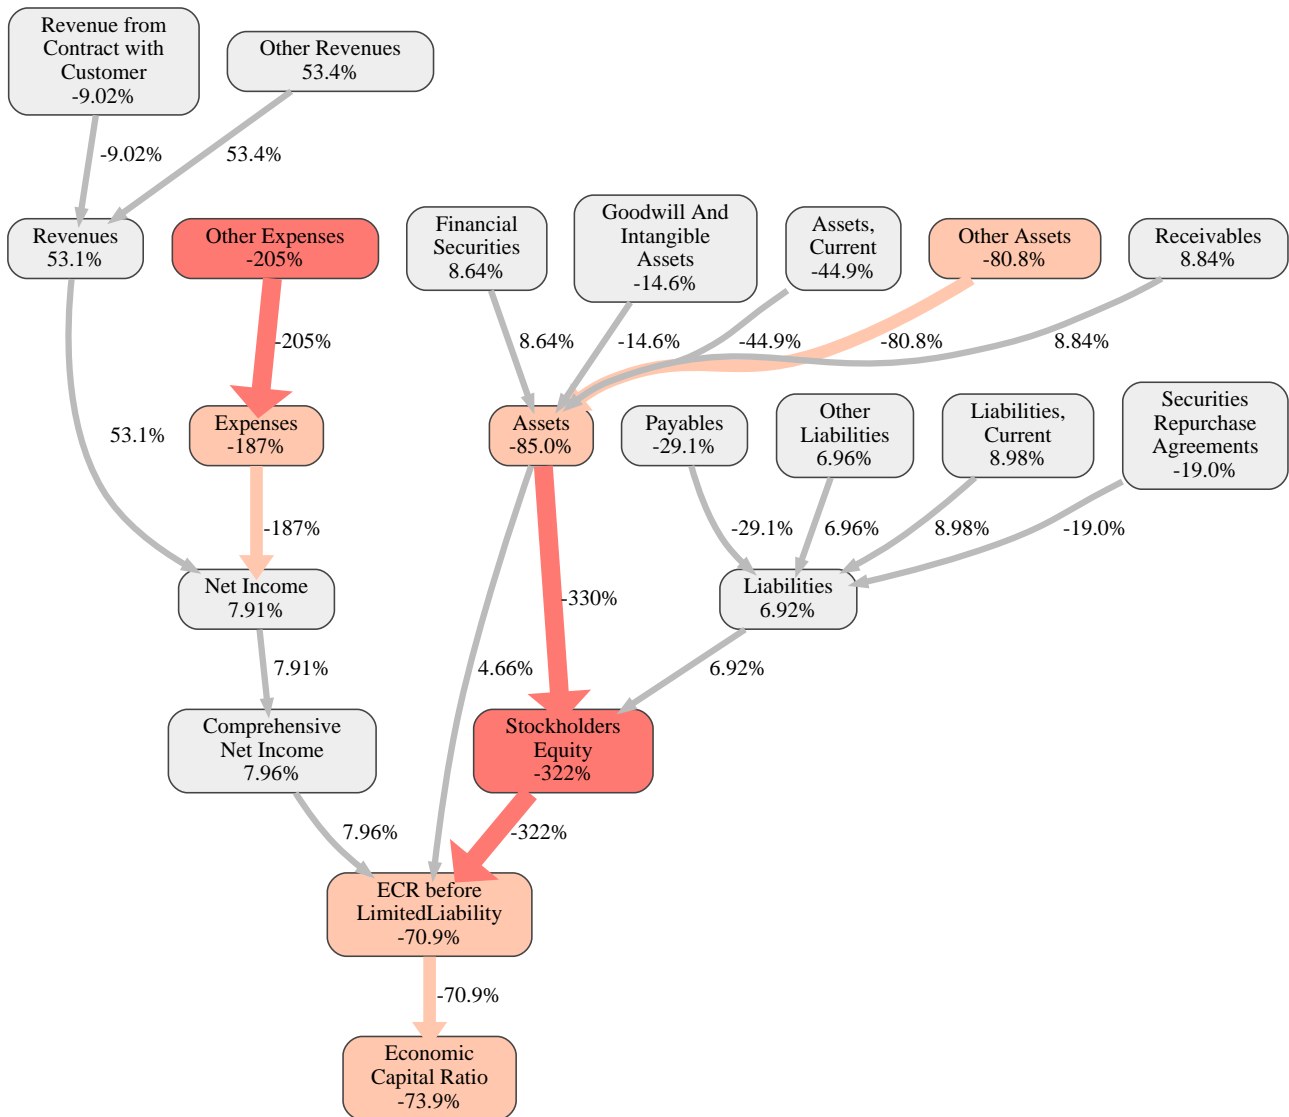 Revenue from
Contract with
Customer
-9.02%
Other Revenues
53.4%
-9.02%
53.4%
Revenues
53.1%
Other Expenses
-205%
Financial
Securities
8.64%
Goodwill And
Intangible
Assets
-14.6%
Assets,
Current
-44.9%
Other Assets
-80.8%
Receivables
8.84%
-205%
8.64%
-14.6%
-44.9%
-80.8%
8.84%
53.1%
Expenses
-187%
Assets
-85.0%
Payables
-29.1%
Other
Liabilities
6.96%
Liabilities,
Current
8.98%
Securities
Repurchase
Agreements
-19.0%
-187%
-29.1%
6.96%
8.98%
-19.0%
Net Income
7.91%
-330%
Liabilities
6.92%
7.91%
4.66%
6.92%
Comprehensive
Net Income
7.96%
Stockholders
Equity
-322%
7.96%
-322%
ECR before
LimitedLiability
-70.9%
-70.9%
Economic
Capital Ratio
-73.9%